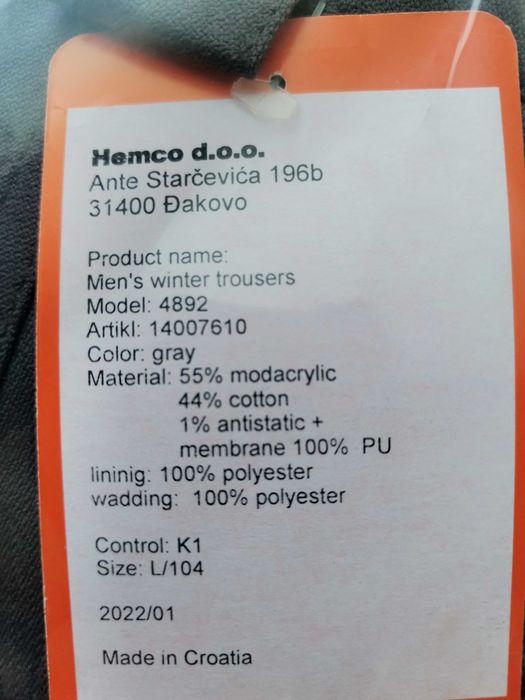 Hemco d.o.o.
Ante Starčevića 196b
31400 Đakovo
Product name:
Men's winter trousers
Model: 4892
Artikl: 14007610
Color: gray
Material: 55% modacrylic
44% cotton
1% antistatic +
membrane 100% PU
lininig: 100% polyester
wadding: 100% polyester
Control: K1
Size: L/104
2022/01
Made in Croatia